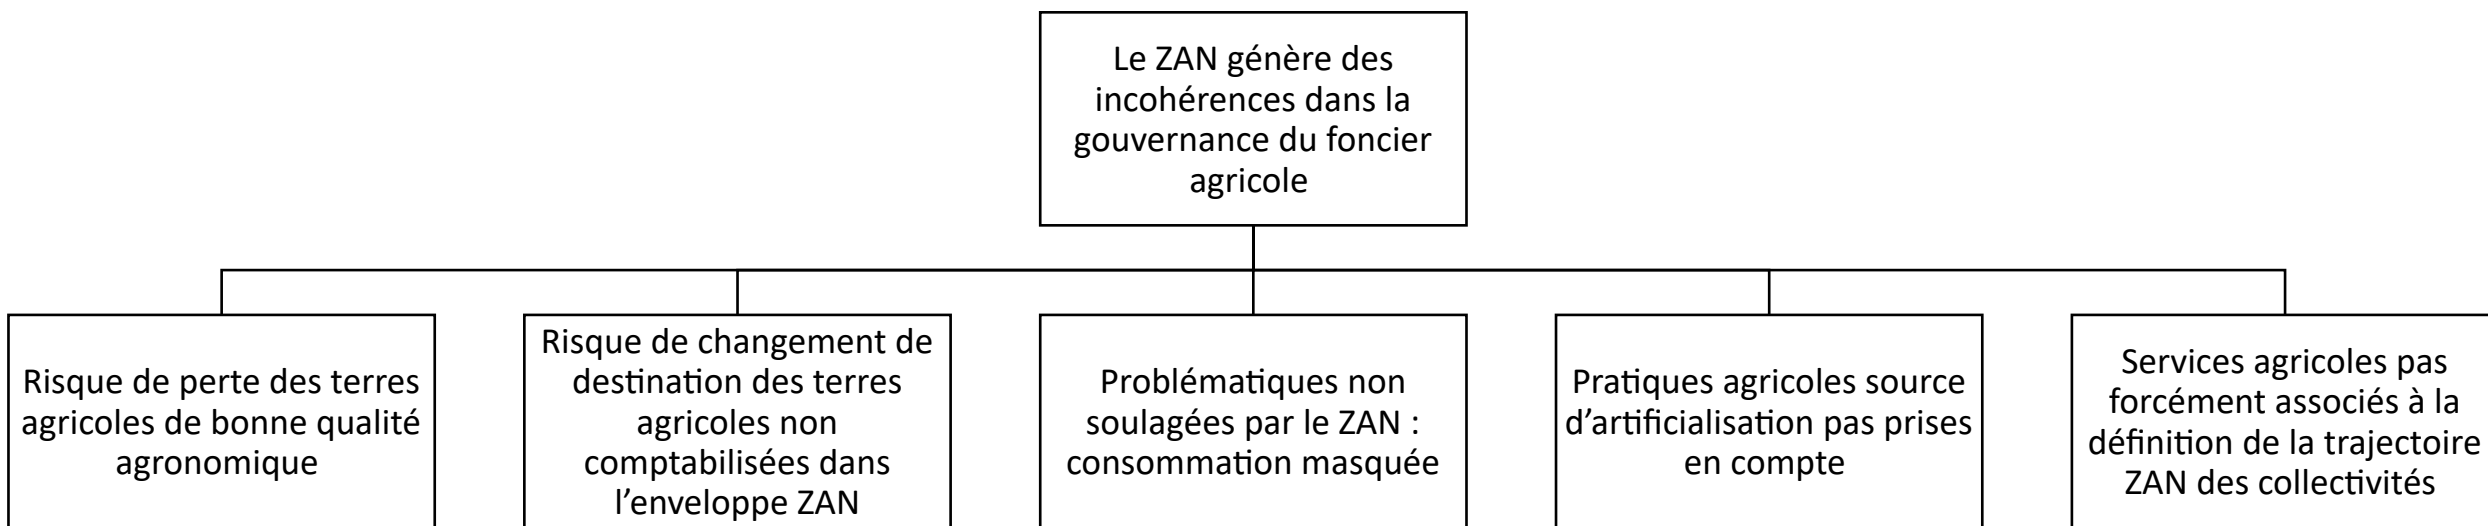 Le ZAN génère des
incohérences dans la
gouvernance du foncier
agricole
Risque de perte des terres
agricoles de bonne qualité
agronomique
Risque de changement de
destination des terres
agricoles non
comptabilisées dans
l’enveloppe ZAN
Problématiques non
soulagées par le ZAN :
consommation masquée
Pratiques agricoles source
d’artificialisation pas prises
en compte
Services agricoles pas
forcément associés à la
définition de la trajectoire
ZAN des collectivités